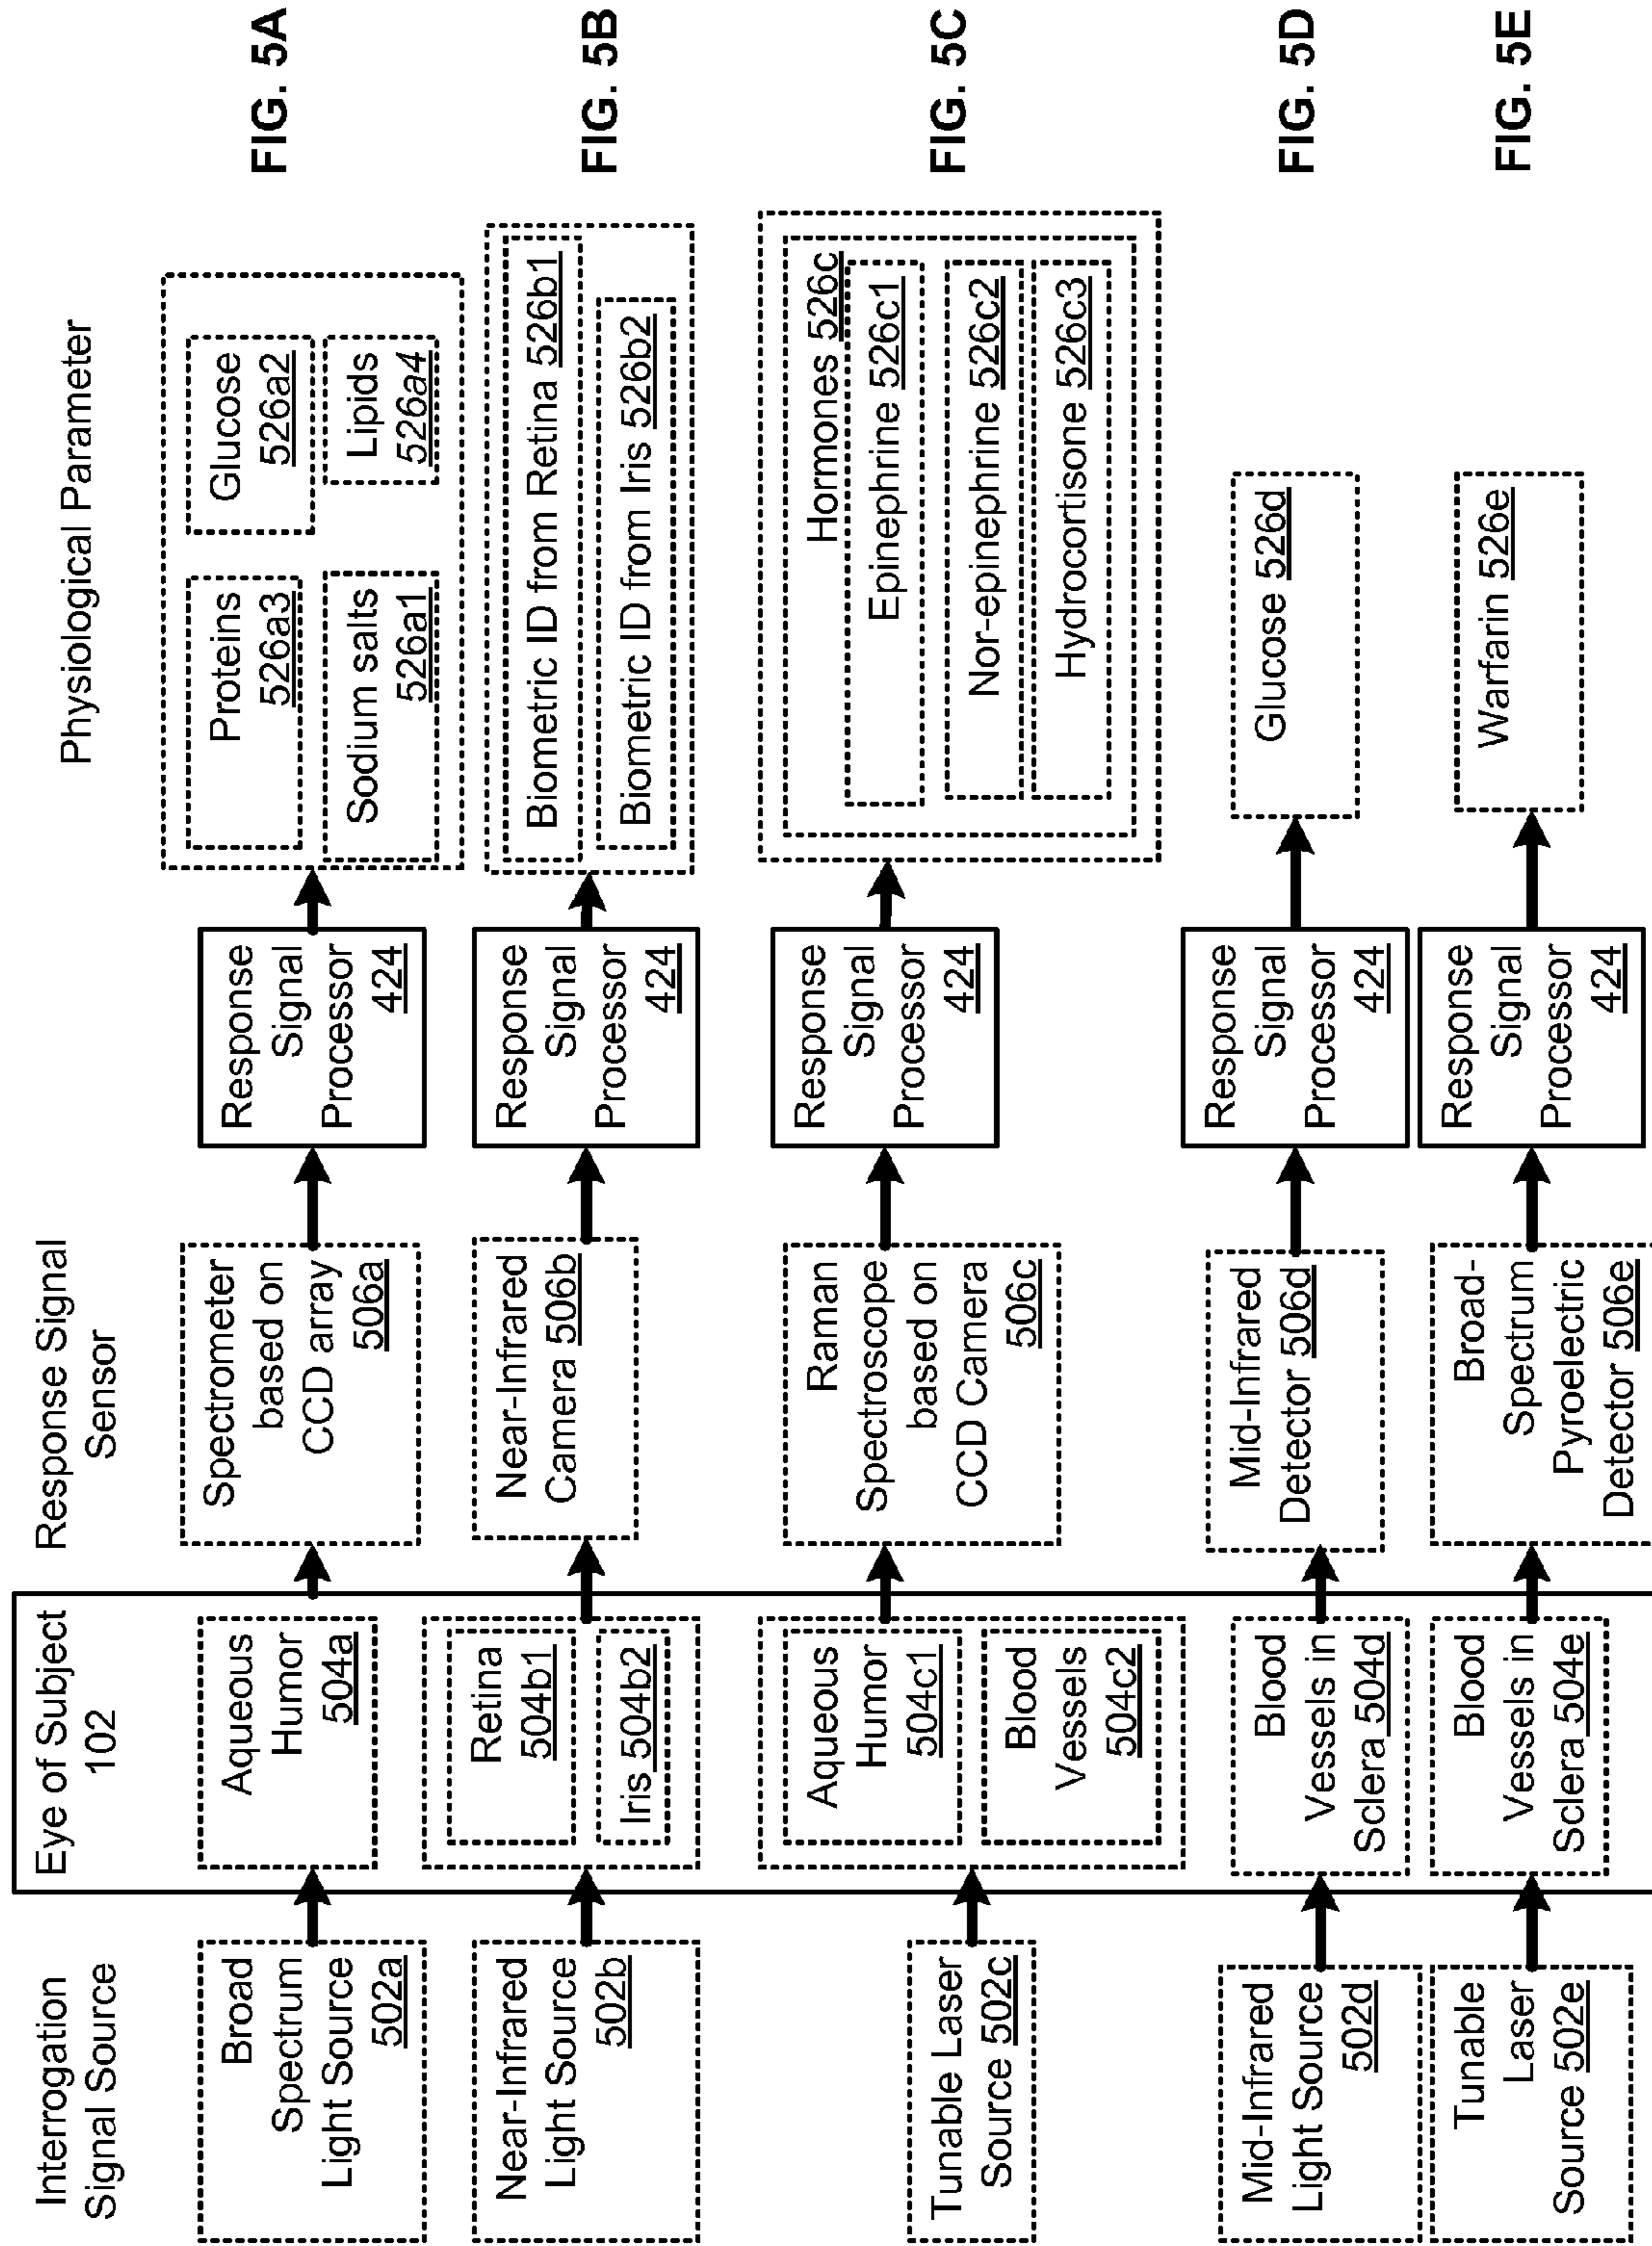 Interrogation
Signal Source
Eye of Subject
102
Response Signal
Sensor
Physiological Parameter
Broad
Spectrum
Light Source
502a
Aqueous
Humor
504a
Spectrometer
based on
CCD array
506a
Response
Signal
Processor
424
Proteins
526a3
Glucose
526a2
Sodium salts
526a1
Lipids
526a4
FIG. 5A
Near-Infrared
Light Source
502b
Retina
504b1
Iris 504b2
Near-Infrared
Camera 506b
Response
Signal
Processor
424
Biometric ID from Retina 526b1
Biometric ID from Iris 526b2
FIG. 5B
Tunable Laser
Source 502c
Aqueous
Humor
504c1
Blood
Vessels
504c2
Raman
Spectroscope
based on
CCD Camera
506c
Response
Signal
Processor
424
Hormones 526c
Epinephrine 526c1
Nor-epinephrine 526c2
Hydrocortisone 526c3
FIG. 5C
Mid-Infrared
Light Source
502d
Blood
Vessels in
Sclera 504d
Mid-Infrared
Detector 506d
Response
Signal
Processor
424
Glucose 526d
FIG. 5D
Tunable
Laser
Source 502e
Blood
Vessels in
Sclera 504e
Broad-
Spectrum
Pyroelectric
Detector 506e
Response
Signal
Processor
424
Warfarin 526e
FIG. 5E